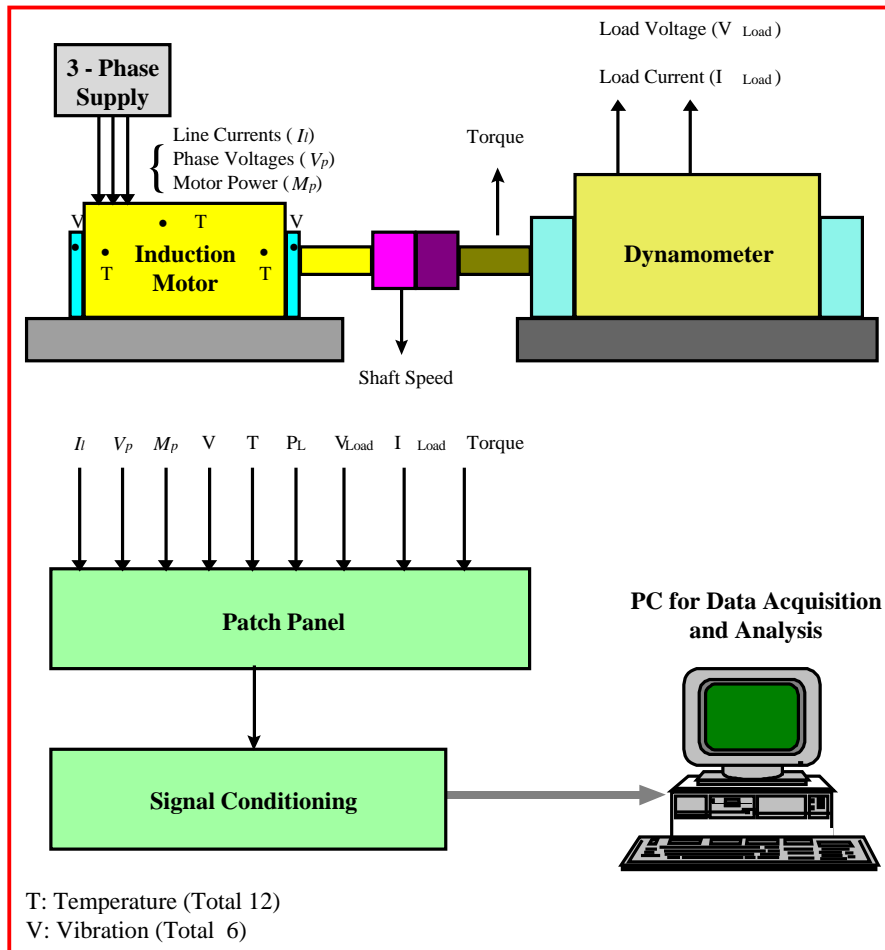 3 - Phase
Supply
Load Voltage (V Load)
Load Current (I Load)
Line Currents (Il)
Phase Voltages (Vp)
Motor Power (Mp)
Torque
V T V
Induction
Motor
T T
Dynamometer
Shaft Speed
Il Vp Mp V T PL VLoad I Load Torque
Patch Panel
PC for Data Acquisition
and Analysis
Signal Conditioning
T: Temperature (Total 12)
V: Vibration (Total 6)